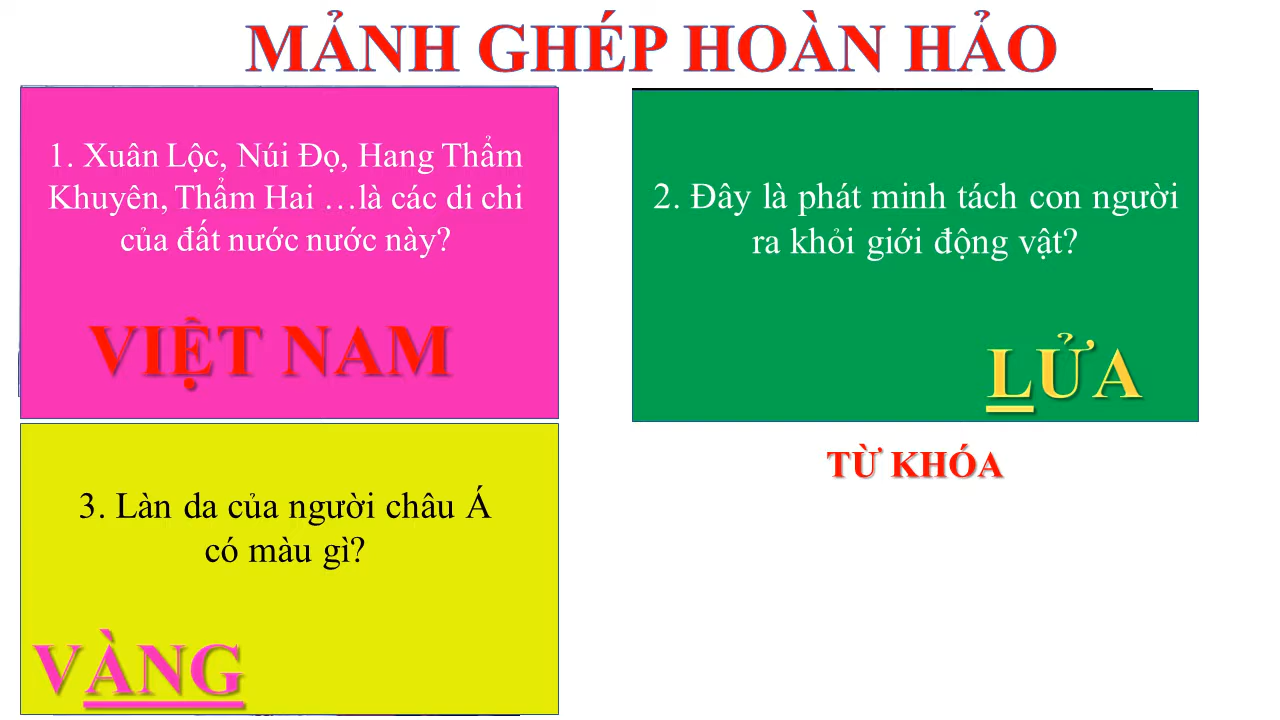 MẢNH GHÉP HOÀN HẢO
1. Xuân Lộc, Núi Đọ, Hang Thẩm
Khuyên, Thẩm Hai …là các di chi
của đất nước nước này?
VIỆT NAM
2. Đây là phát minh tách con người
ra khỏi giới động vật?
LỬA
TỪ KHÓA
3. Làn da của người châu Á
có màu gì?
VÀNG